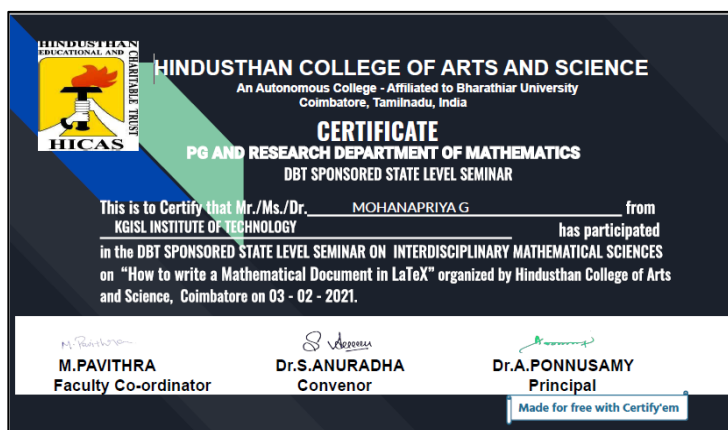 HINDUSTHAN
EDUCATIONAL AND
CHARITABLE TRUST
HICAS
HINDUSTHAN COLLEGE OF ARTS AND SCIENCE
An Autonomous College - Affiliated to Bharathiar University
Coimbatore, Tamilnadu, India
CERTIFICATE
PG AND RESEARCH DEPARTMENT OF MATHEMATICS
DBT SPONSORED STATE LEVEL SEMINAR
This is to Certify that Mr./Ms./Dr. MOHANAPRIYA G from
KGISL INSTITUTE OF TECHNOLOGY has participated
in the DBT SPONSORED STATE LEVEL SEMINAR ON INTERDISCIPLINARY MATHEMATICAL SCIENCES
on "How to write a Mathematical Document in LaTeX" organized by Hindusthan College of Arts
and Science, Coimbatore on 03 - 02 - 2021.
M. Pavithra
M.PAVITHRA Dr.S.ANURADHA Dr.A.PONNUSAMY
Faculty Co-ordinator Convenor Principal
Made for free with Certify'em